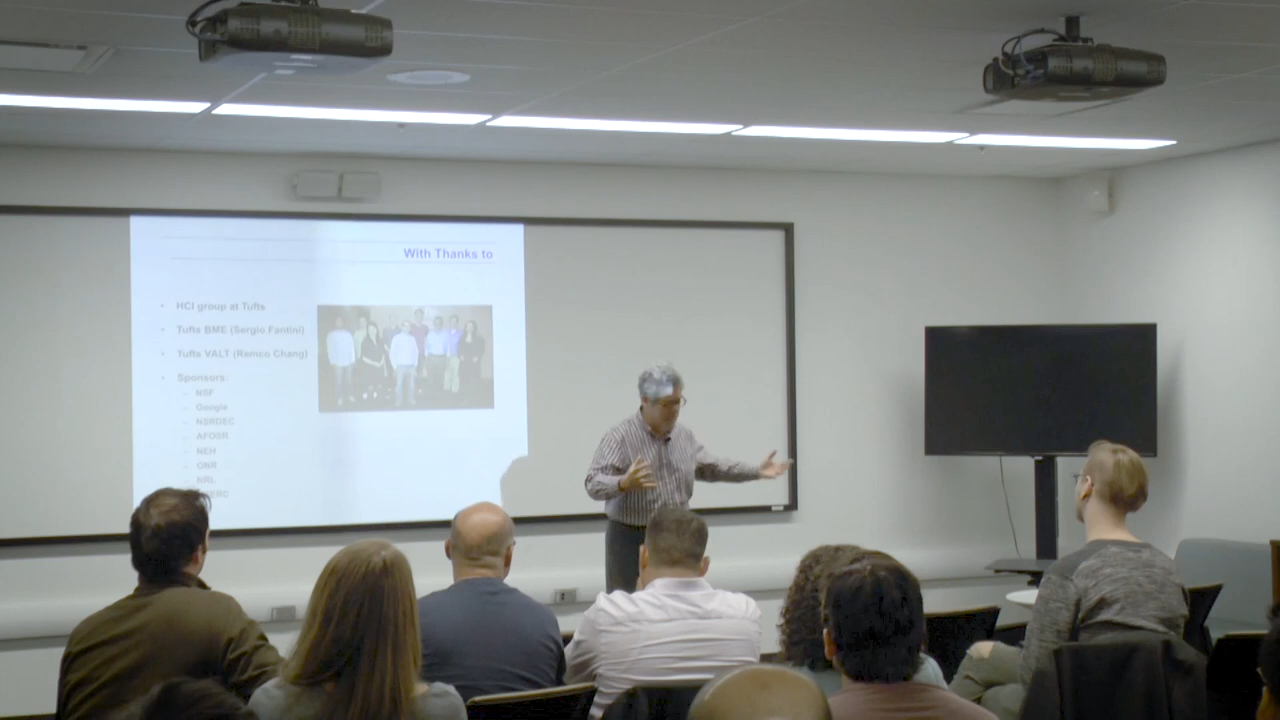 With Thanks to
• HCI group at Tufts
• Tufts BME (Sergio Fantini)
• Tufts VALT (Remco Chang)
• Sponsors:
– NSF
– Google
– NSRDEC
– AFOSR
– NEH
– ONR
– NRL